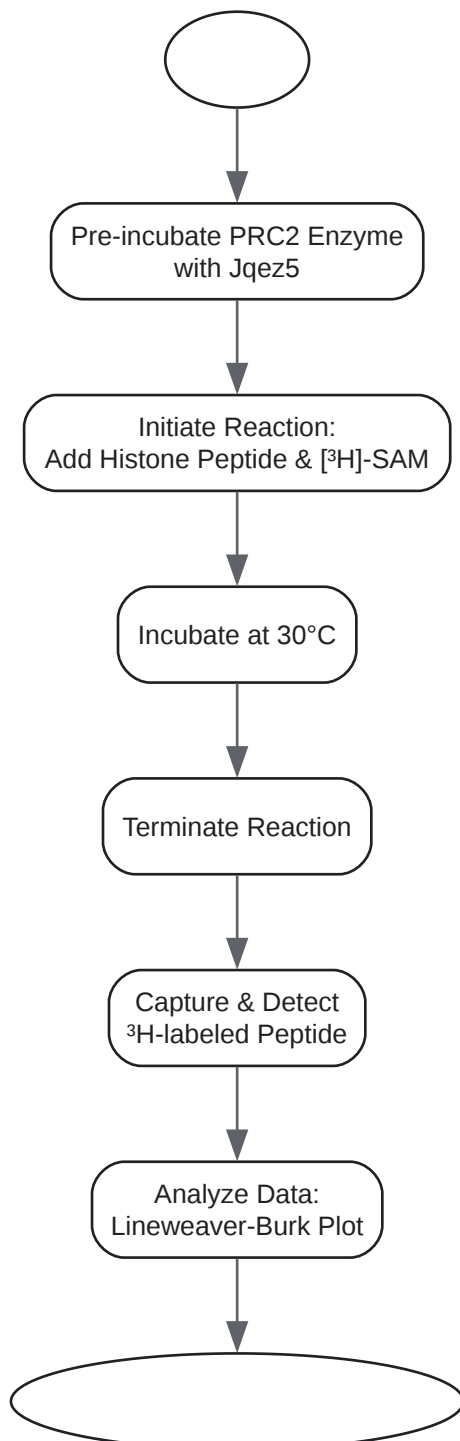 Pre-incubate PRC2 Enzyme
with Jqez5
Initiate Reaction:
Add Histone Peptide & [³H]-SAM
Incubate at 30°C
Terminate Reaction
Capture & Detect
³H-labeled Peptide
Analyze Data:
Lineweaver-Burk Plot